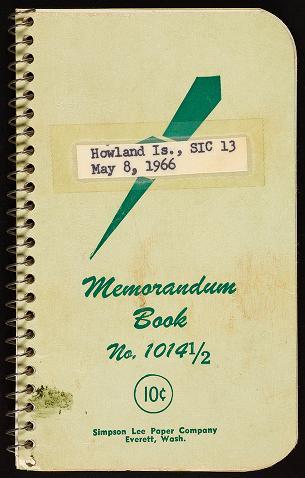 Howland Is., SIC 13
May 8, 1966
Memorandum
Book
No. 10141/2
10¢
Simpson Lee Paper Company
Everett, Wash.